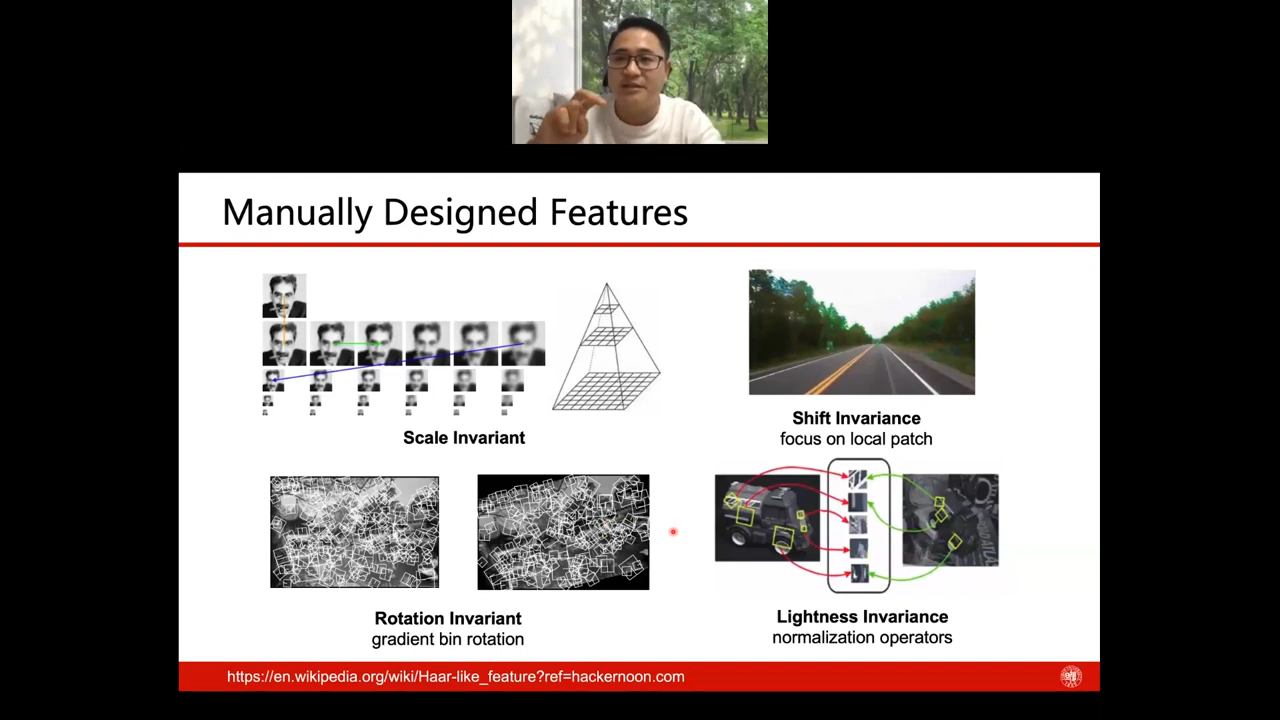 Manually Designed Features
Scale Invariant
Shift Invariance
focus on local patch
Rotation Invariant
gradient bin rotation
Lightness Invariance
normalization operators
https://en.wikipedia.org/wiki/Haar-like_feature?ref=hackernoon.com